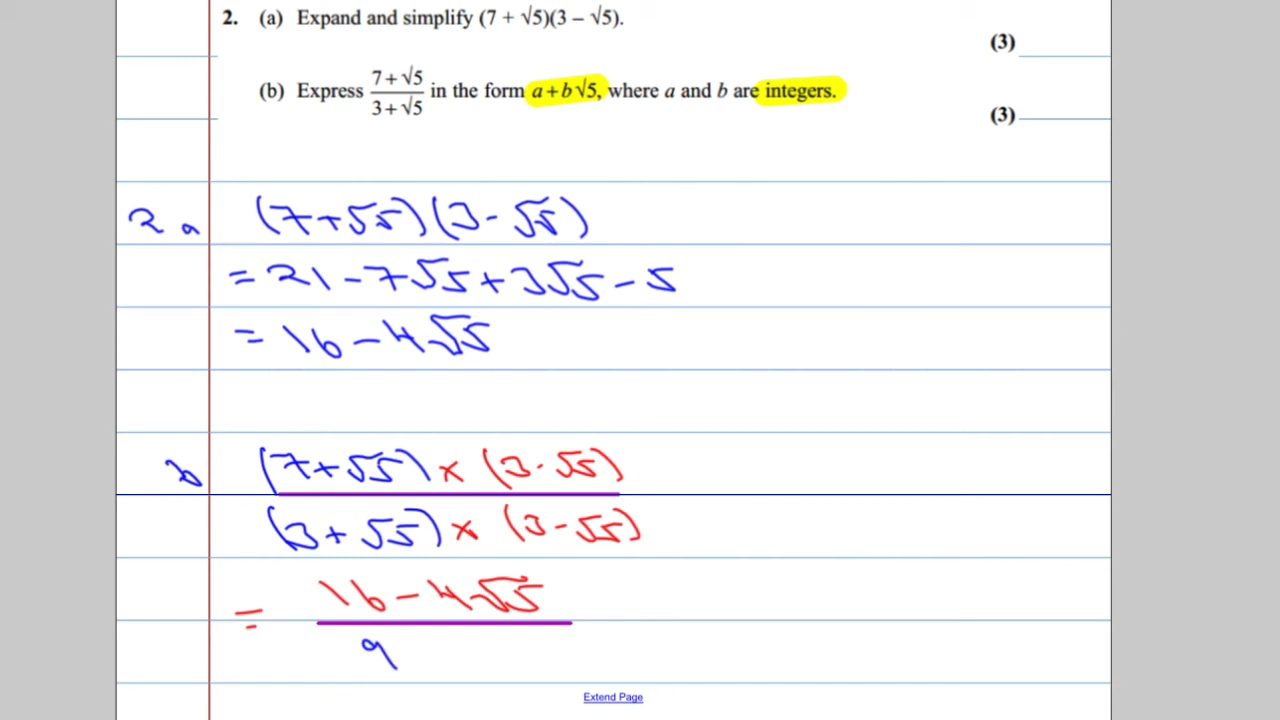 2. (a) Expand and simplify (7 + √5)(3 – √5).
(3)
(b) Express 7 + √5 / 3 + √5 in the form a + b√5, where a and b are integers.
(3)
2 a (7+√5)(3-√5)
= 21 - 7√5 + 3√5 - 5
= 16 - 4√5
b (7+√5) × (3-√5)
(3+√5) × (3-√5)
= 16 - 4√5
9
Extend Page